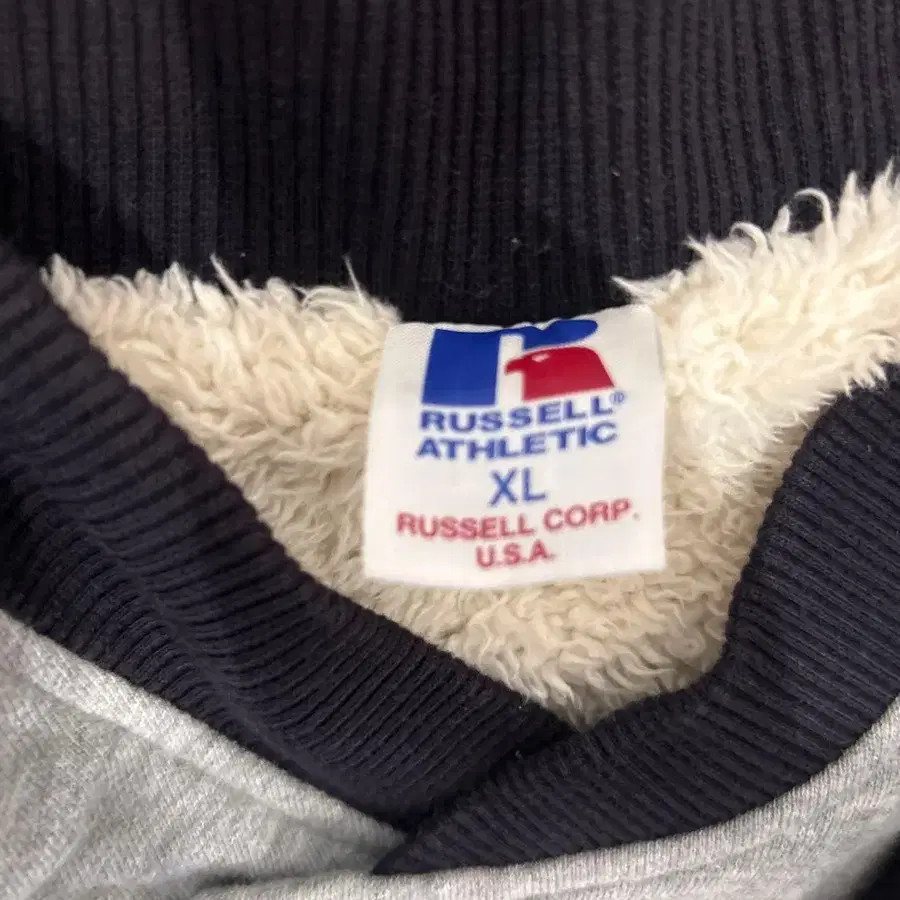 RUSSELL®
ATHLETIC
XL
RUSSELL CORP.
U.S.A.